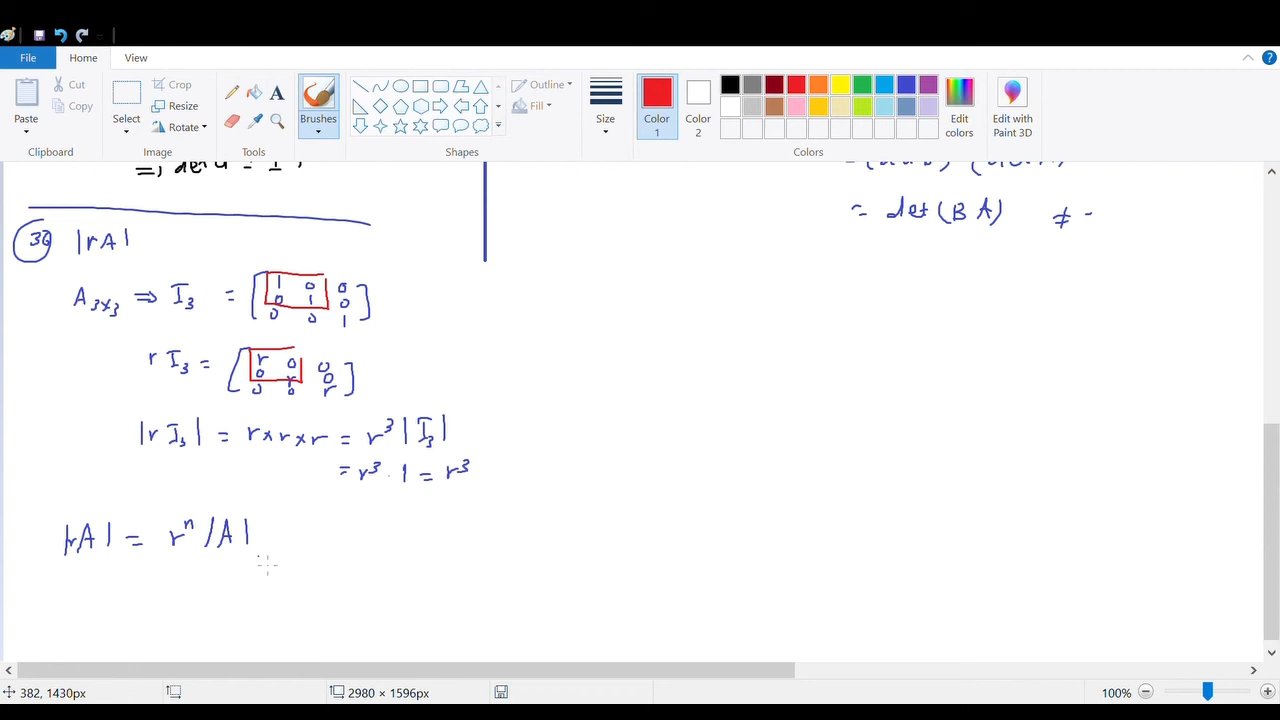 File Home View
Paste Cut Copy Clipboard
Select Crop Resize Rotate Image
A Tools
Brushes
Outline Fill Shapes
Size
Color 1 Color 2 Edit colors Colors
Edit with Paint 3D
=, det = I
= det(BA) ≠ -
36 |rA|
A₃ₓ₃ ⇒ I₃ = [1 0 0
0 1 0
0 0 1]
r I₃ = [r 0 0
0 r 0
0 0 r]
|r I₃| = r×r×r = r³ |I₃|
= r³ . 1 = r³
|rA| = rⁿ |A|
382, 1430px 2980 × 1596px 100%